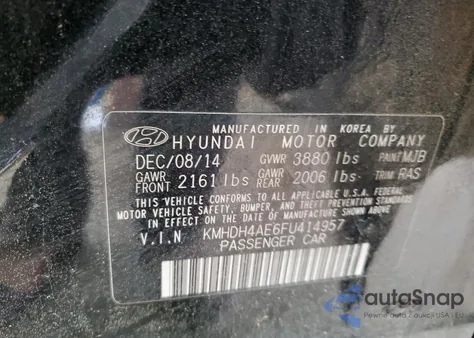 MANUFACTURED IN KOREA BY
HYUNDAI MOTOR COMPANY
DEC/08/14 GVWR 3880 lbs PAINT MJB
GAWR FRONT 2161 lbs GAWR REAR 2006 lbs TRIM RAS
THIS VEHICLE CONFORMS TO ALL APPLICABLE U.S.A. FEDERAL
MOTOR VEHICLE SAFETY, BUMPER, AND THEFT PREVENTION STANDARDS
IN EFFECT ON THE DATE OF MANUFACTURE SHOWN ABOVE.
V.I.N. KMHDH4AE6FU414957
PASSENGER CAR
autoSnap